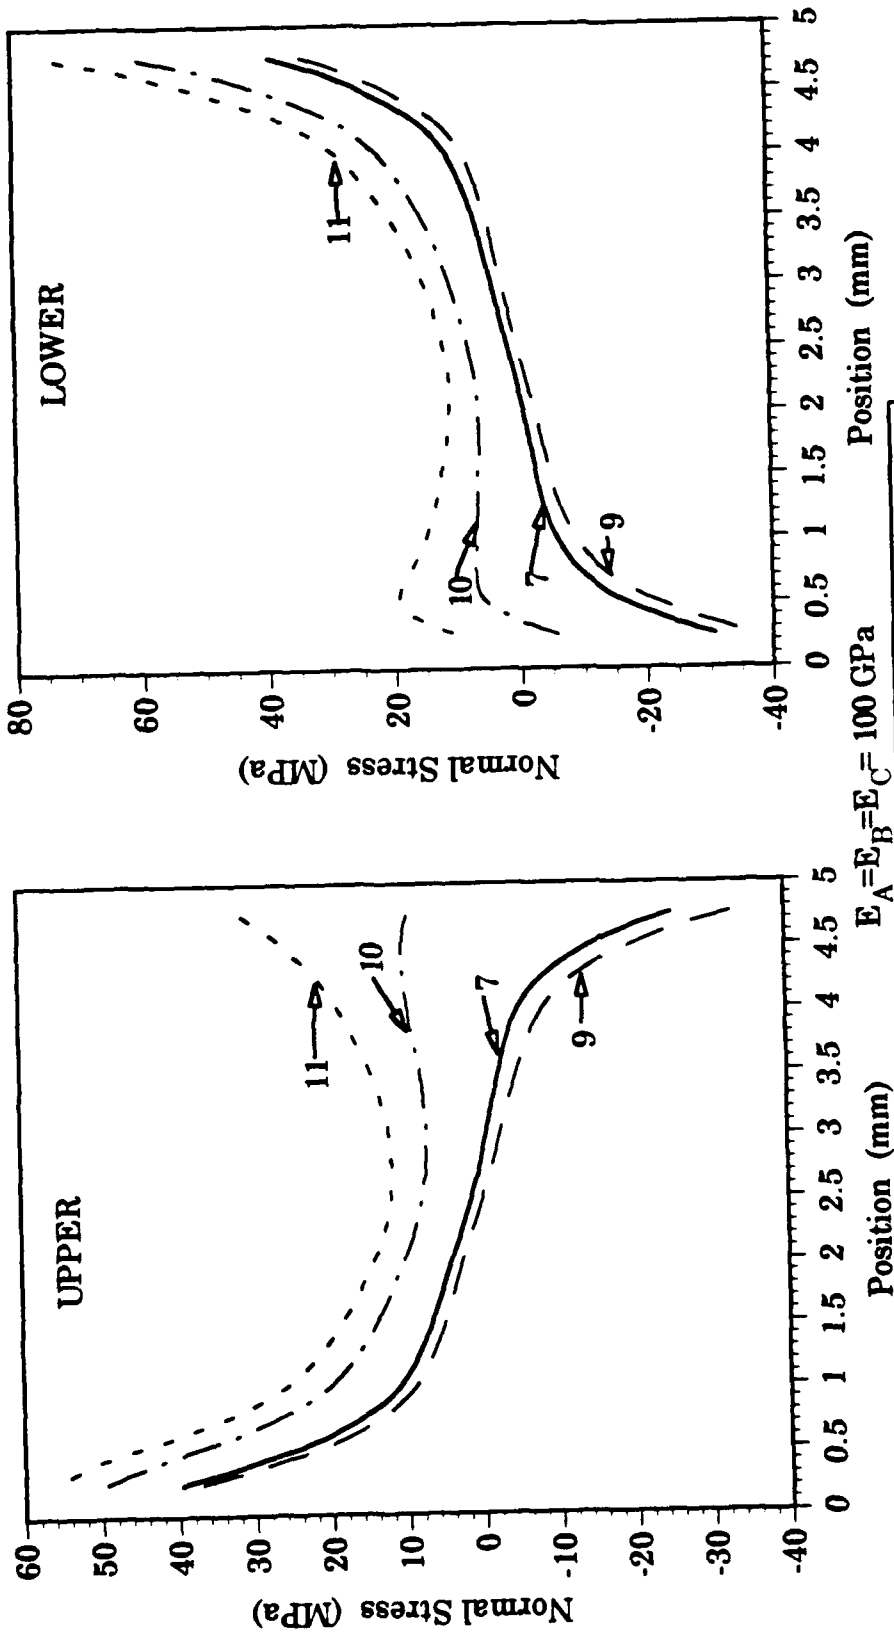 UPPER
Normal Stress (MPa)
60
50
40
30
20
10
0
-10
-20
-30
-40
0 0.5 1 1.5 2 2.5 3 3.5 4 4.5 5
Position (mm)
11
10
7
9
LOWER
Normal Stress (MPa)
80
60
40
20
0
-20
-40
0 0.5 1 1.5 2 2.5 3 3.5 4 4.5 5
Position (mm)
11
10
7
9
E_A=E_B=E_C= 100 GPa